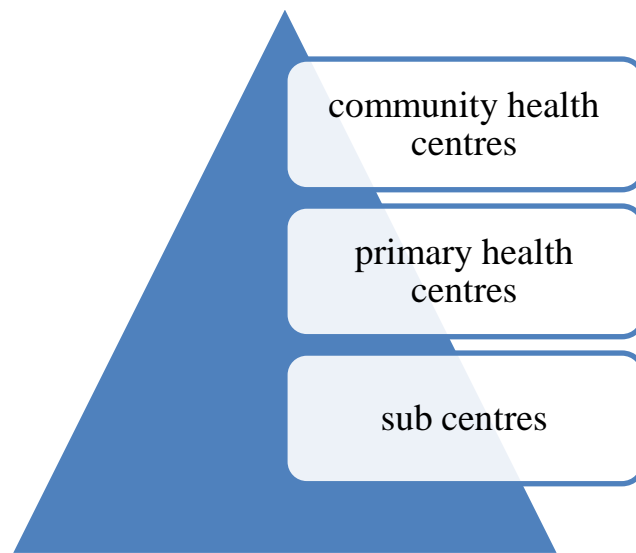 community health
centres
primary health
centres
sub centres